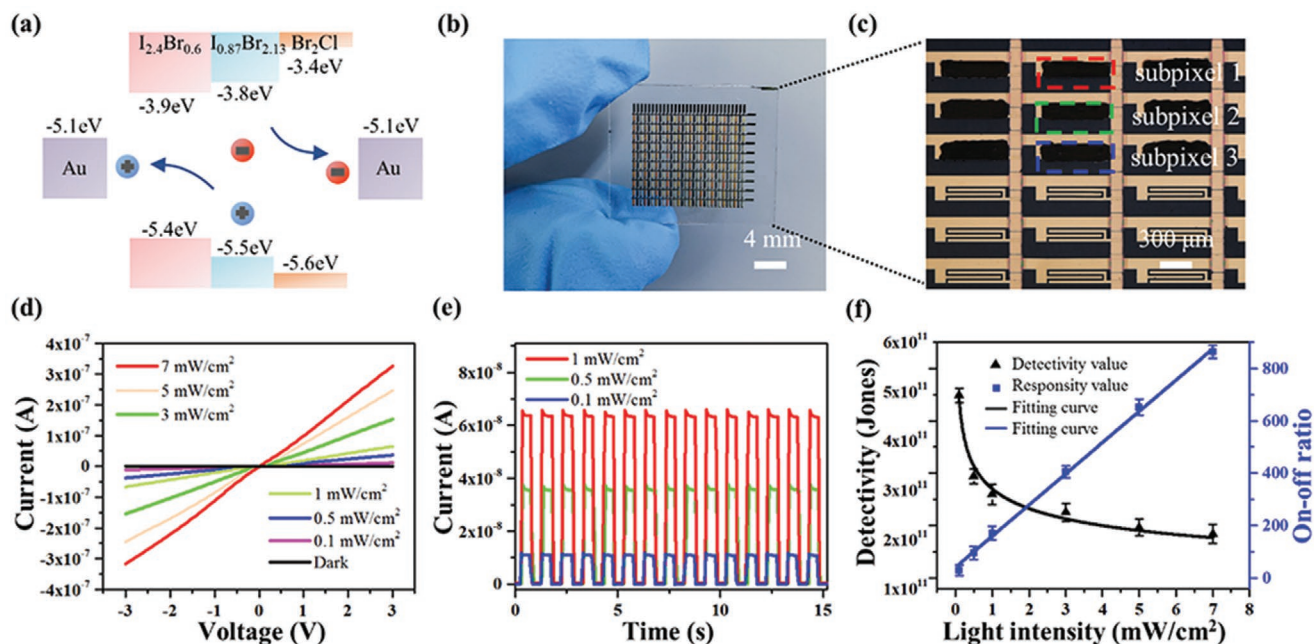 (a)
I₂.₄Br₀.₆ I₀.₈₇Br₂.₁₃ Br₂Cl
-3.4eV
-3.8eV
-3.9eV
-5.1eV
-5.1eV
Au
Au
-5.4eV
-5.5eV
-5.6eV
(b)
4 mm
(c)
subpixel 1
subpixel 2
subpixel 3
300 μm
(d)
4x10⁻⁷
3x10⁻⁷
2x10⁻⁷
1x10⁻⁷
0
-1x10⁻⁷
-2x10⁻⁷
-3x10⁻⁷
-4x10⁻⁷
Current (A)
7 mW/cm²
5 mW/cm²
3 mW/cm²
1 mW/cm²
0.5 mW/cm²
0.1 mW/cm²
Dark
-3 -2 -1 0 1 2 3
Voltage (V)
(e)
8x10⁻⁸
6x10⁻⁸
4x10⁻⁸
2x10⁻⁸
0
Current (A)
1 mW/cm²
0.5 mW/cm²
0.1 mW/cm²
0 5 10 15
Time (s)
(f)
6x10¹¹
5x10¹¹
4x10¹¹
3x10¹¹
2x10¹¹
1x10¹¹
Detectivity (Jones)
Detectivity value
Responsity value
Fitting curve
Fitting curve
800
600
400
200
0
On-off ratio
0 1 2 3 4 5 6 7 8
Light intensity (mW/cm²)